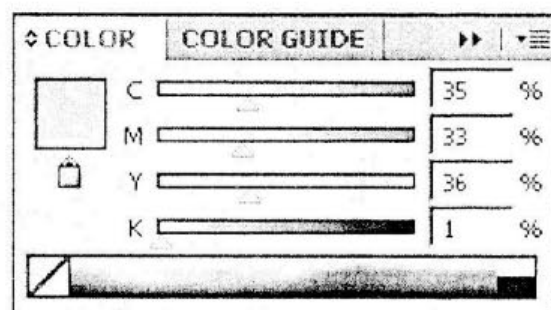 COLOR COLOR GUIDE
C 35 %
M 33 %
Y 36 %
K 1 %